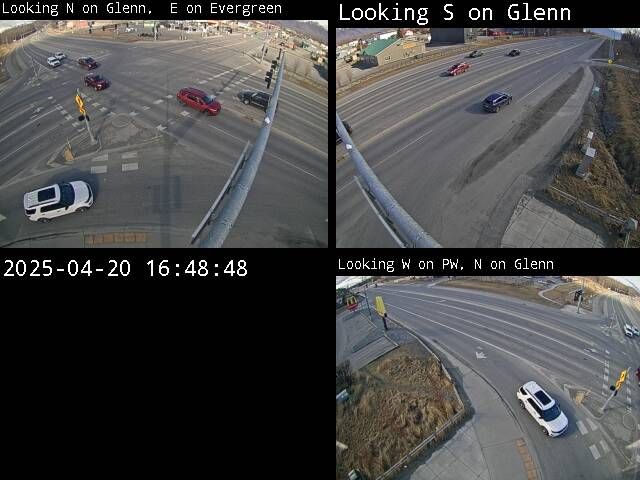 Looking N on Glenn,  E on Evergreen
Looking S on Glenn
2025-04-20 16:48:48
Looking W on PW, N on Glenn